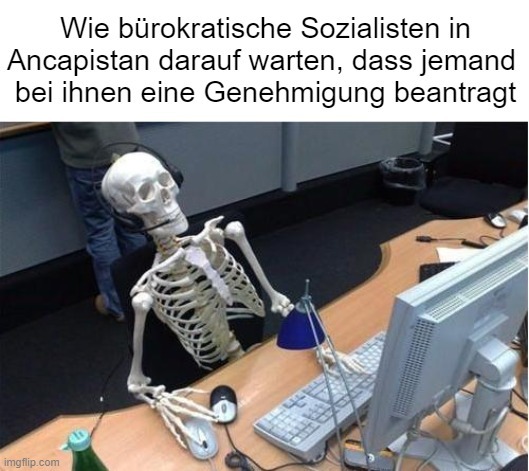 Wie bürokratische Sozialisten in
Ancapistan darauf warten, dass jemand
bei ihnen eine Genehmigung beantragt
imgflip.com